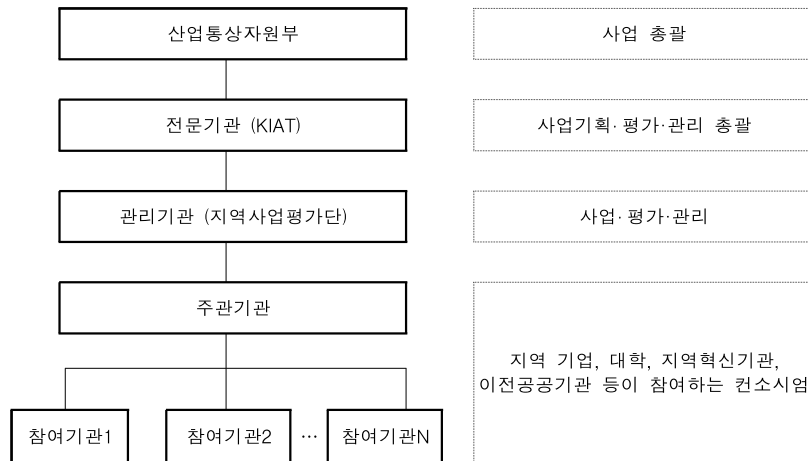 산업통상자원부
사업 총괄
전문기관 (KIAT)
사업기획·평가·관리 총괄
관리기관 (지역사업평가단)
사업·평가·관리
주관기관
지역 기업, 대학, 지역혁신기관,
이전공공기관 등이 참여하는 컨소시엄
참여기관1
참여기관2
…
참여기관N